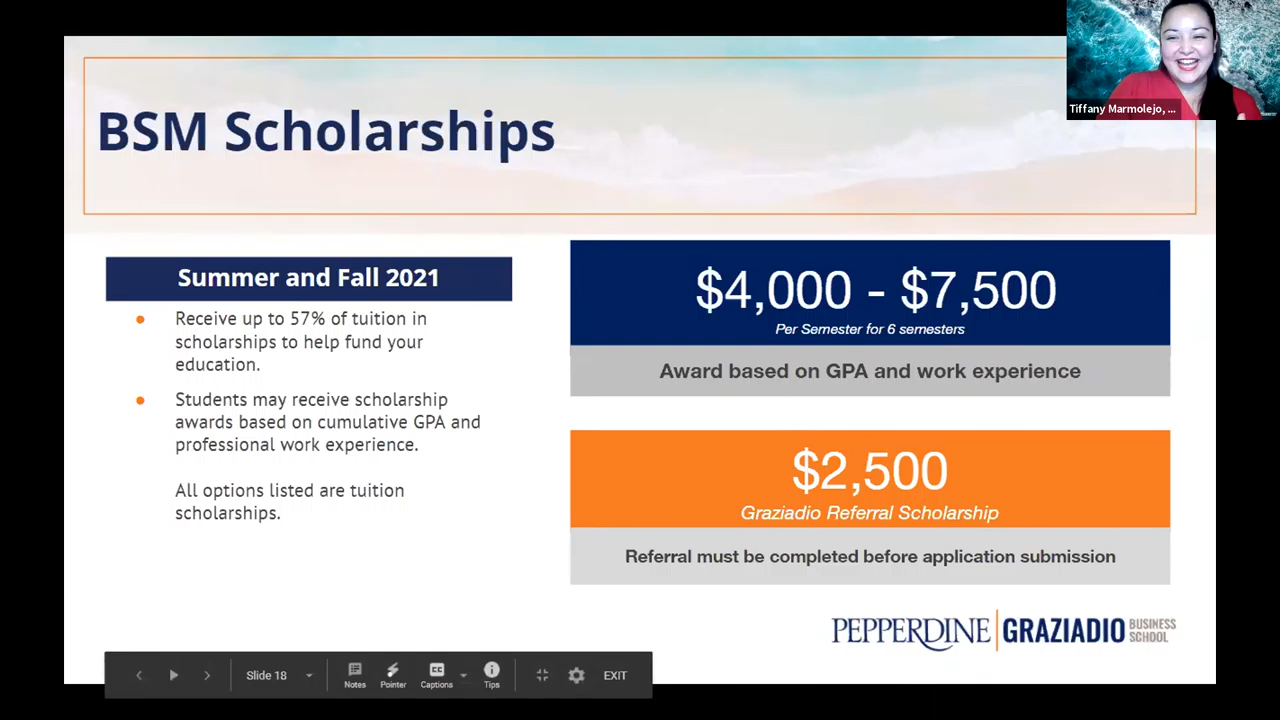 BSM Scholarships
Tiffany Marmolejo, ...
Summer and Fall 2021
Receive up to 57% of tuition in
scholarships to help fund your
education.
Students may receive scholarship
awards based on cumulative GPA and
professional work experience.
All options listed are tuition
scholarships.
$4,000 - $7,500
Per Semester for 6 semesters
Award based on GPA and work experience
$2,500
Graziadio Referral Scholarship
Referral must be completed before application submission
PEPPERDINE | GRAZIADIO BUSINESS
SCHOOL
Slide 18
Notes
Pointer
CC
Captions
Tips
EXIT